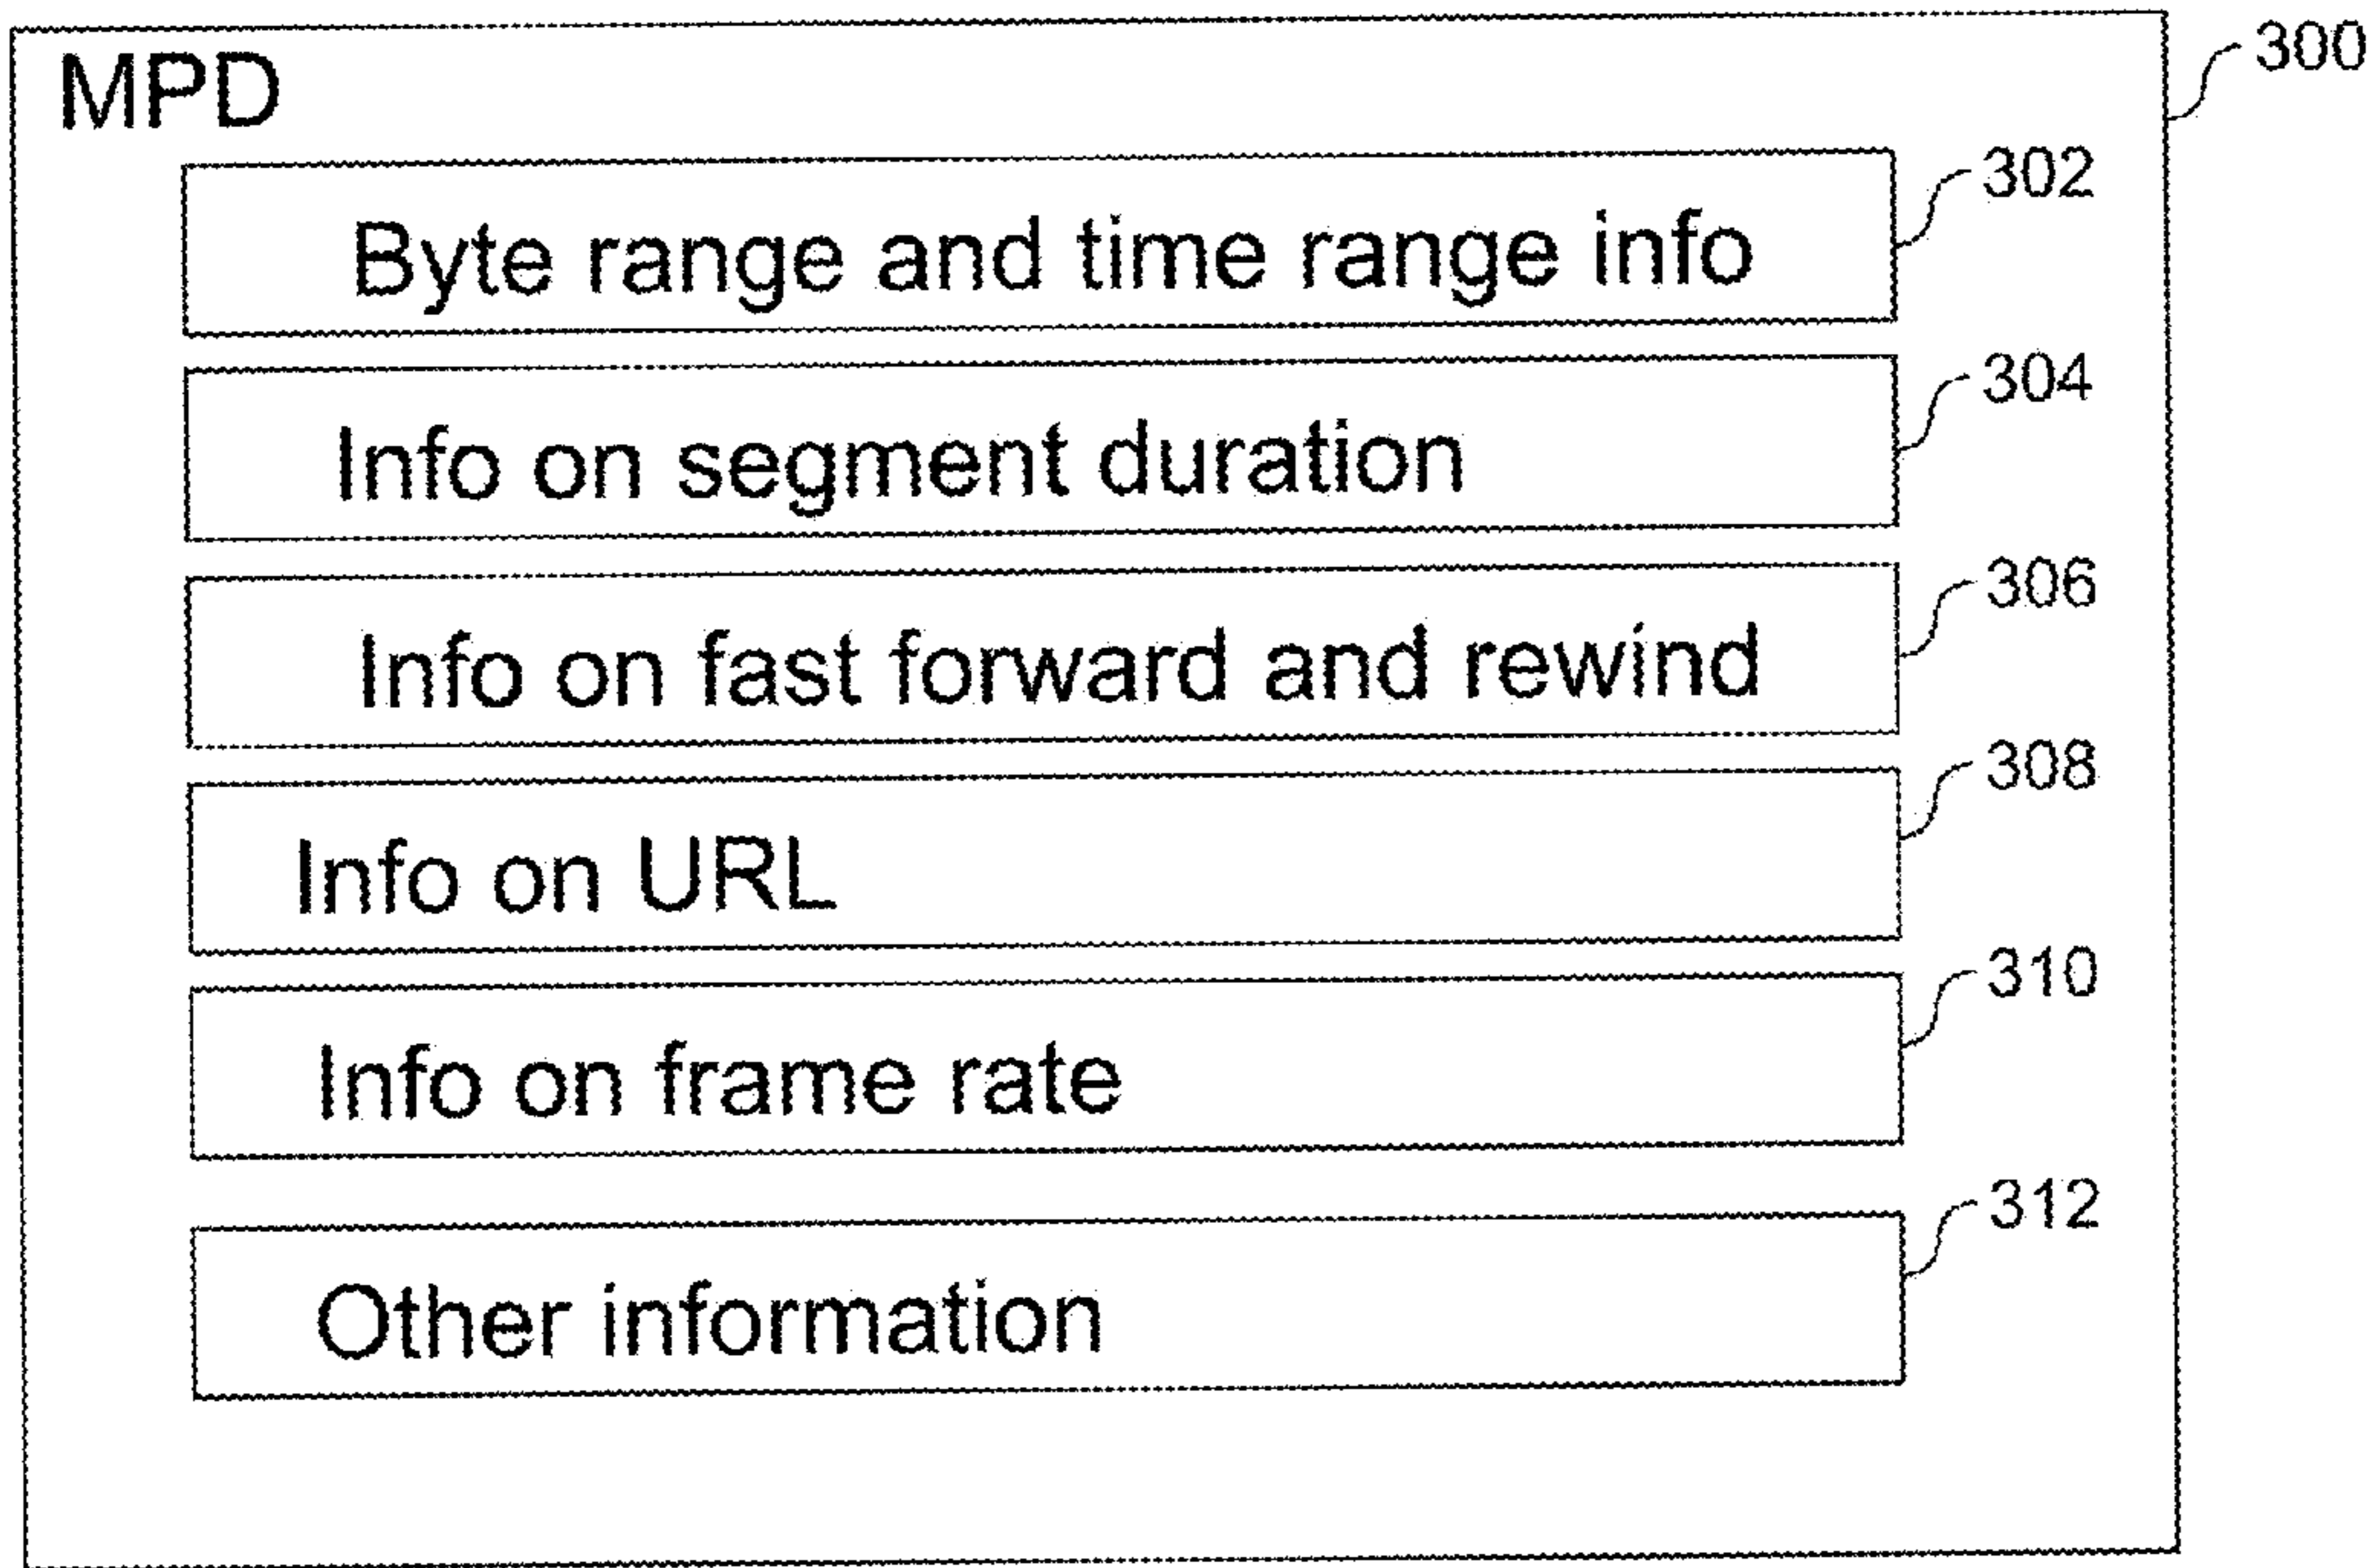 MPD
300
Byte range and time range info
302
Info on segment duration
304
Info on fast forward and rewind
306
Info on URL
308
Info on frame rate
310
Other information
312